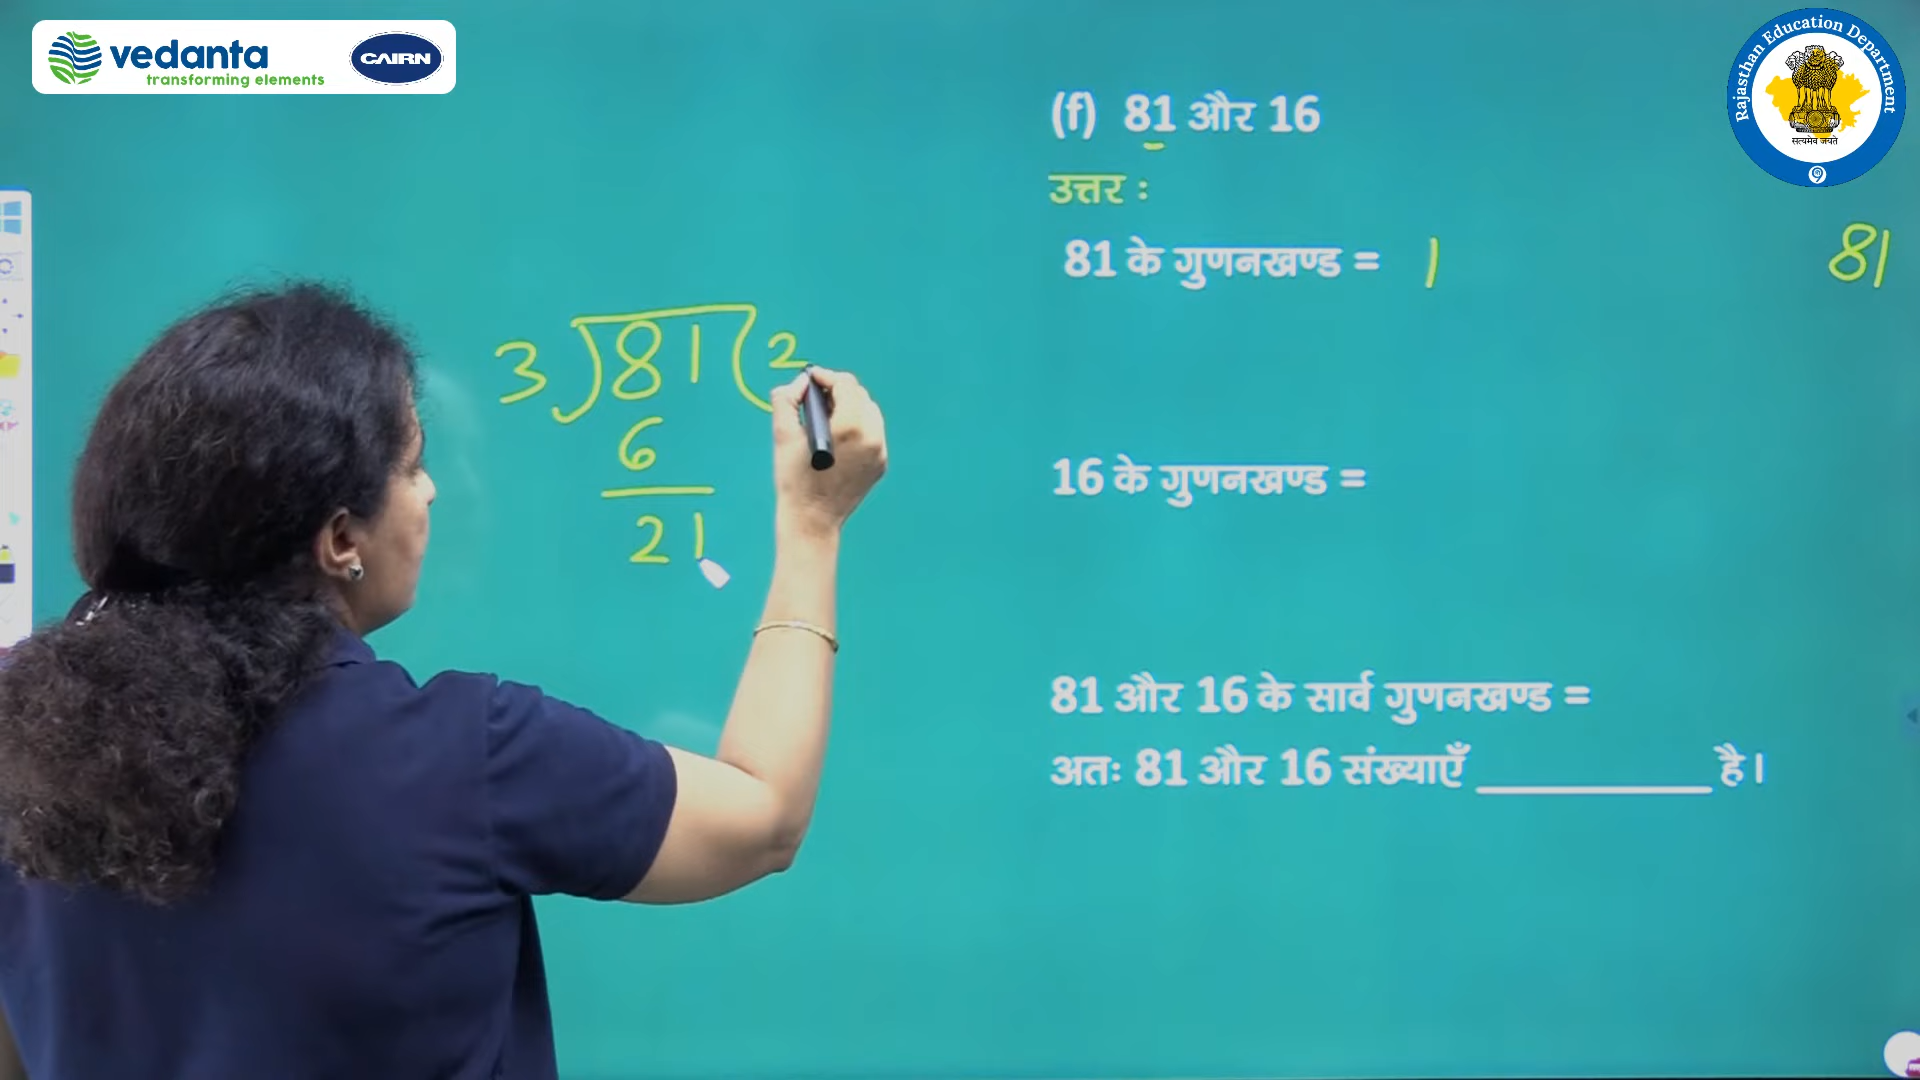 vedanta
transforming elements
CAIRN
Rajasthan Education Department
सत्यमेव जयते
(f) 81 और 16
उत्तर :
81 के गुणनखण्ड = 1 81
3 ) 81 ( 2
6
21
16 के गुणनखण्ड =
81 और 16 के सार्व गुणनखण्ड =
अतः 81 और 16 संख्याएँ __________ है।